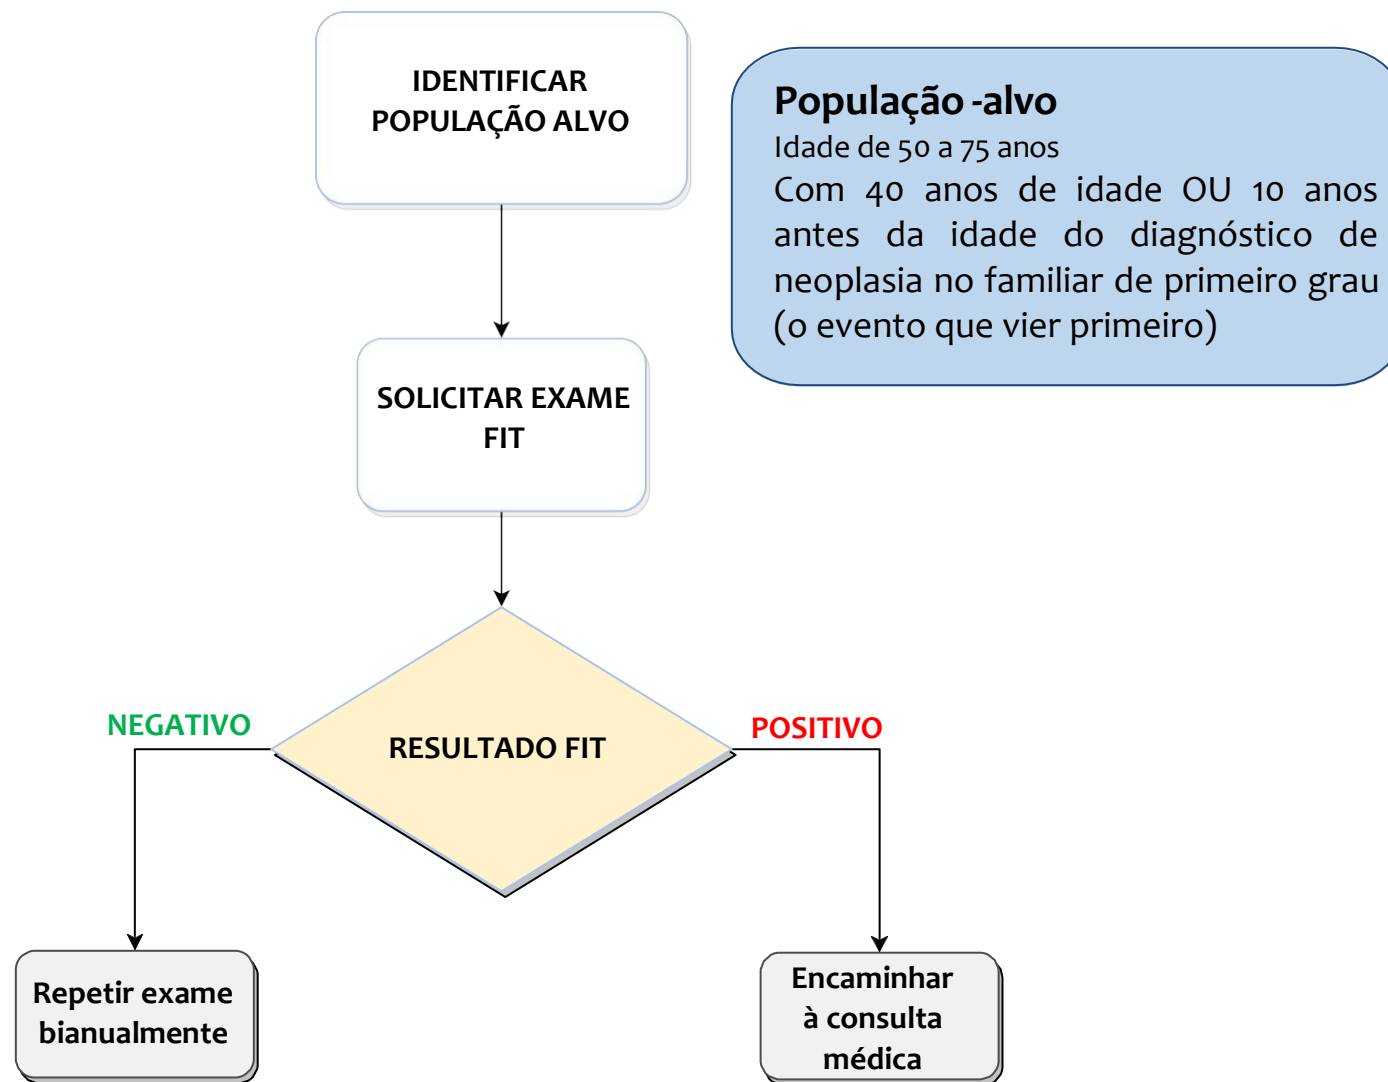 IDENTIFICAR
POPULAÇÃO ALVO
População -alvo
Idade de 50 a 75 anos
Com 40 anos de idade OU 10 anos
antes da idade do diagnóstico de
neoplasia no familiar de primeiro grau
(o evento que vier primeiro)
SOLICITAR EXAME
FIT
NEGATIVO
RESULTADO FIT
POSITIVO
Repetir exame
bianualmente
Encaminhar
à consulta
médica